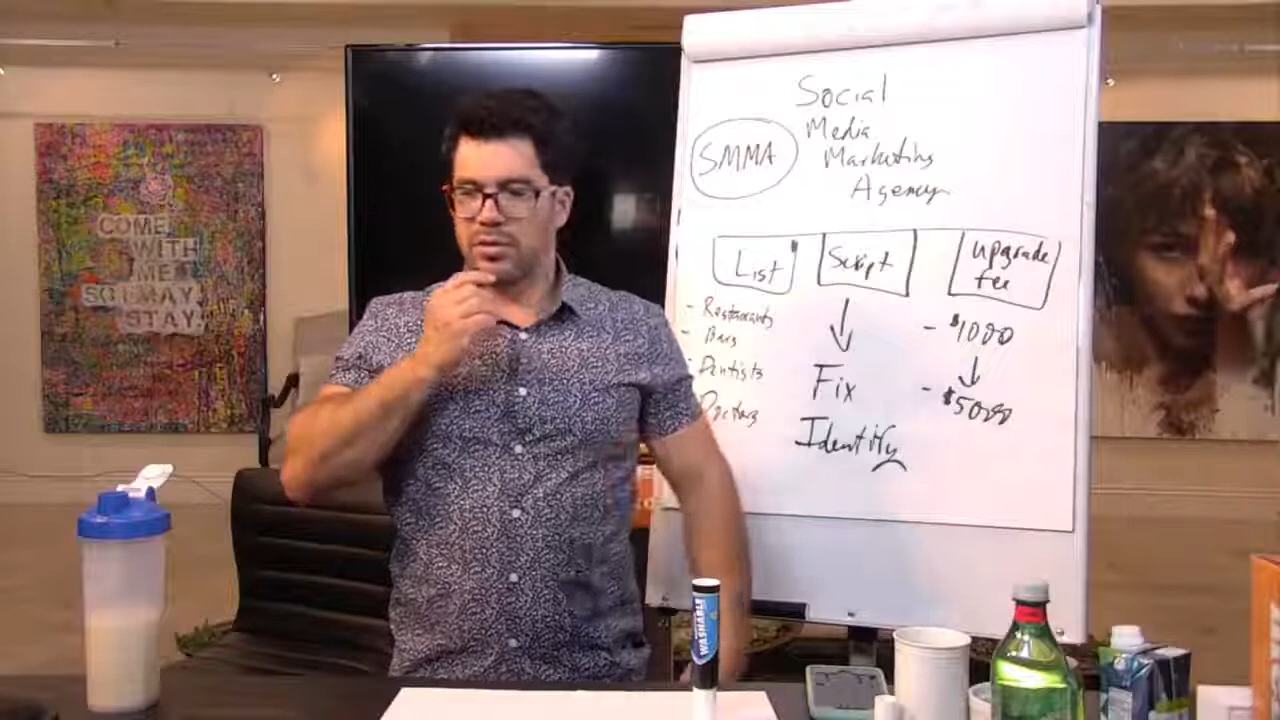 COME
WITH
ME
SO I MAY
STAY.
Social
Media
Marketing
Agency
SMMA
List
Script
upgrade
fee
- Restaurants
- Bars
- Dentists
- Doctors
Fix
Identify
- $1000
- $5000
WASHABLE